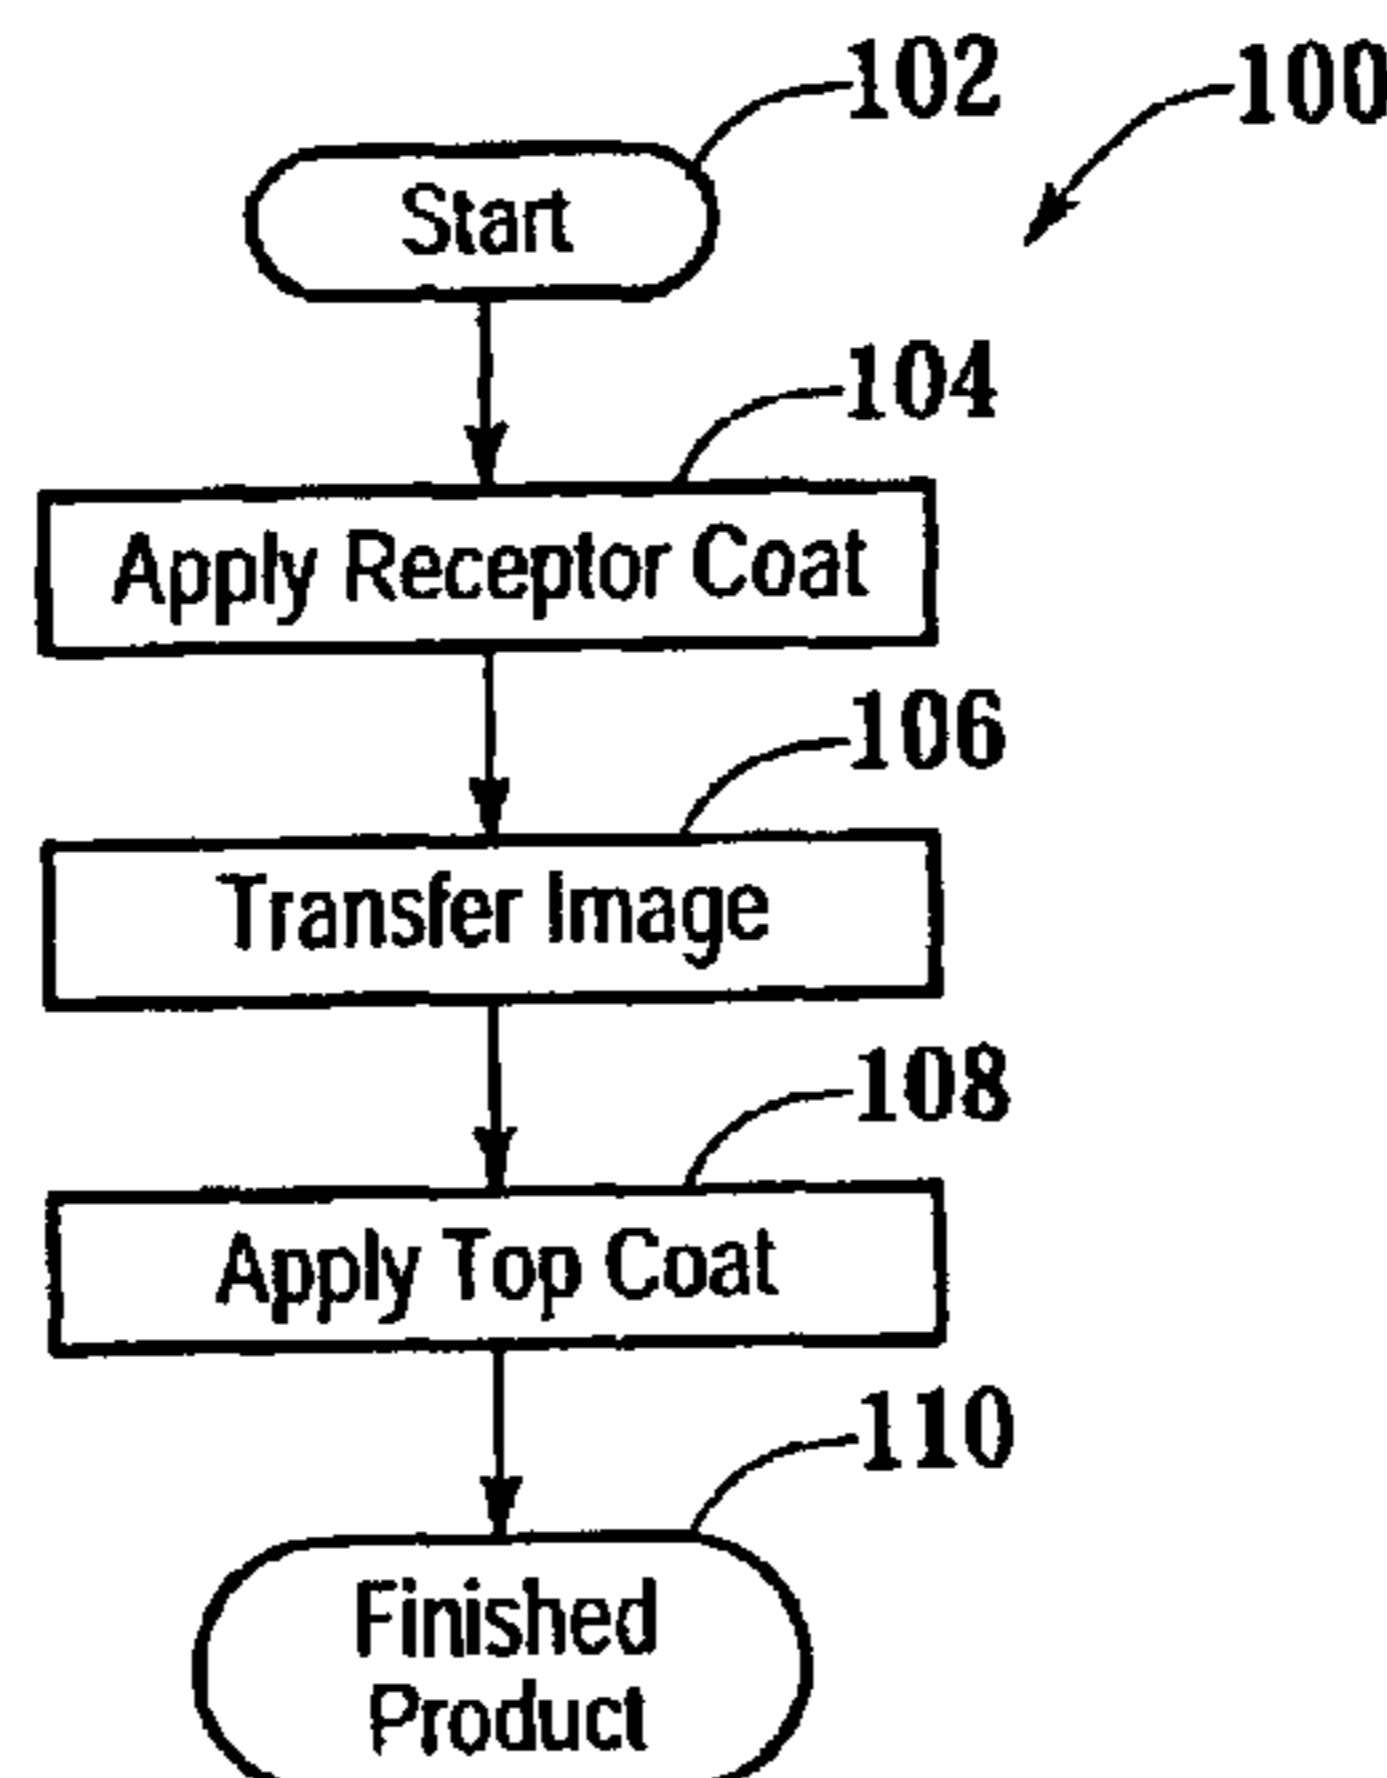 102
100
Start
104
Apply Receptor Coat
106
Transfer Image
108
Apply Top Coat
110
Finished
Product